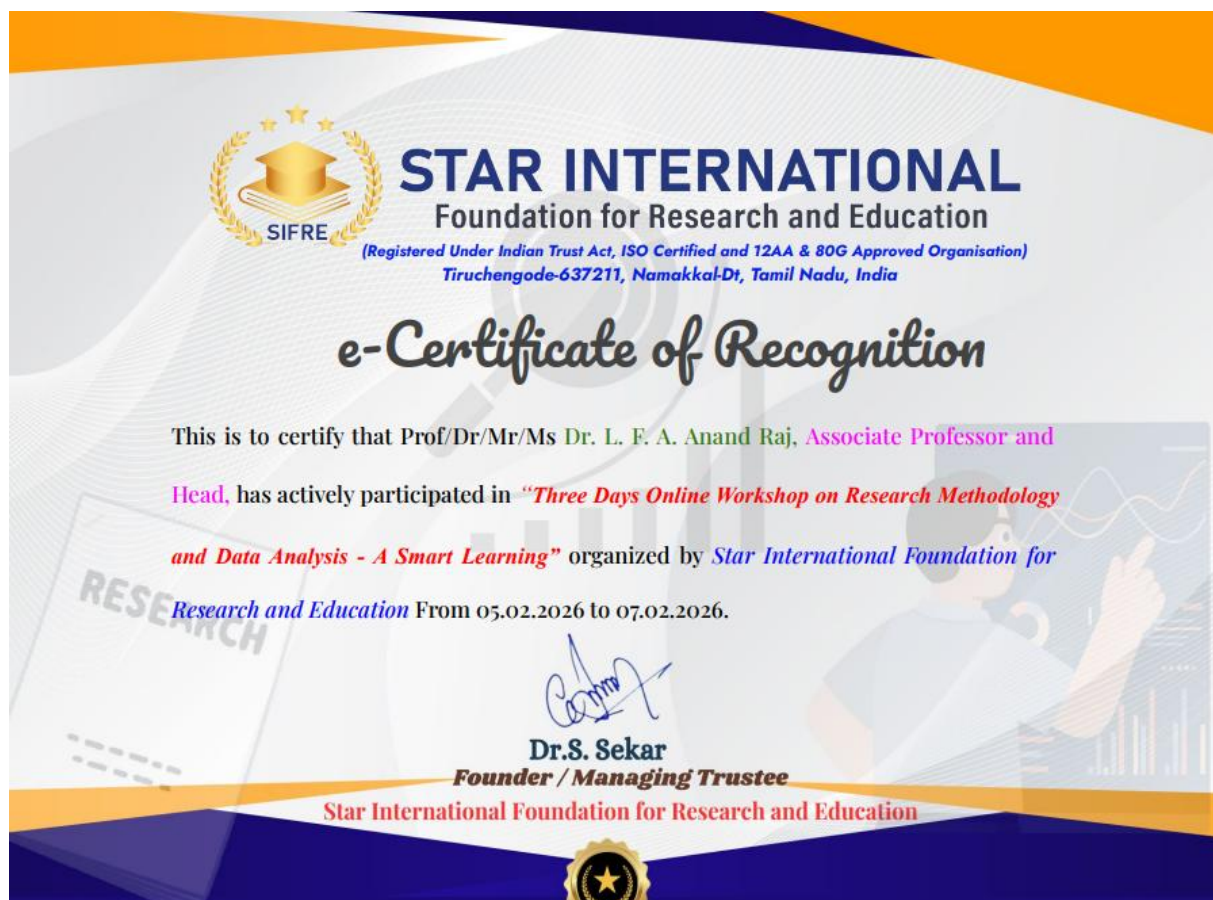 SIFRE
STAR INTERNATIONAL
Foundation for Research and Education
(Registered Under Indian Trust Act, ISO Certified and 12AA & 80G Approved Organisation)
Tiruchengode-637211, Namakkal-Dt, Tamil Nadu, India
e-Certificate of Recognition
This is to certify that Prof/Dr/Mr/Ms Dr. L. F. A. Anand Raj, Associate Professor and
Head, has actively participated in “Three Days Online Workshop on Research Methodology
and Data Analysis - A Smart Learning” organized by Star International Foundation for
Research and Education From 05.02.2026 to 07.02.2026.
RESEARCH
Dr.S. Sekar
Founder / Managing Trustee
Star International Foundation for Research and Education